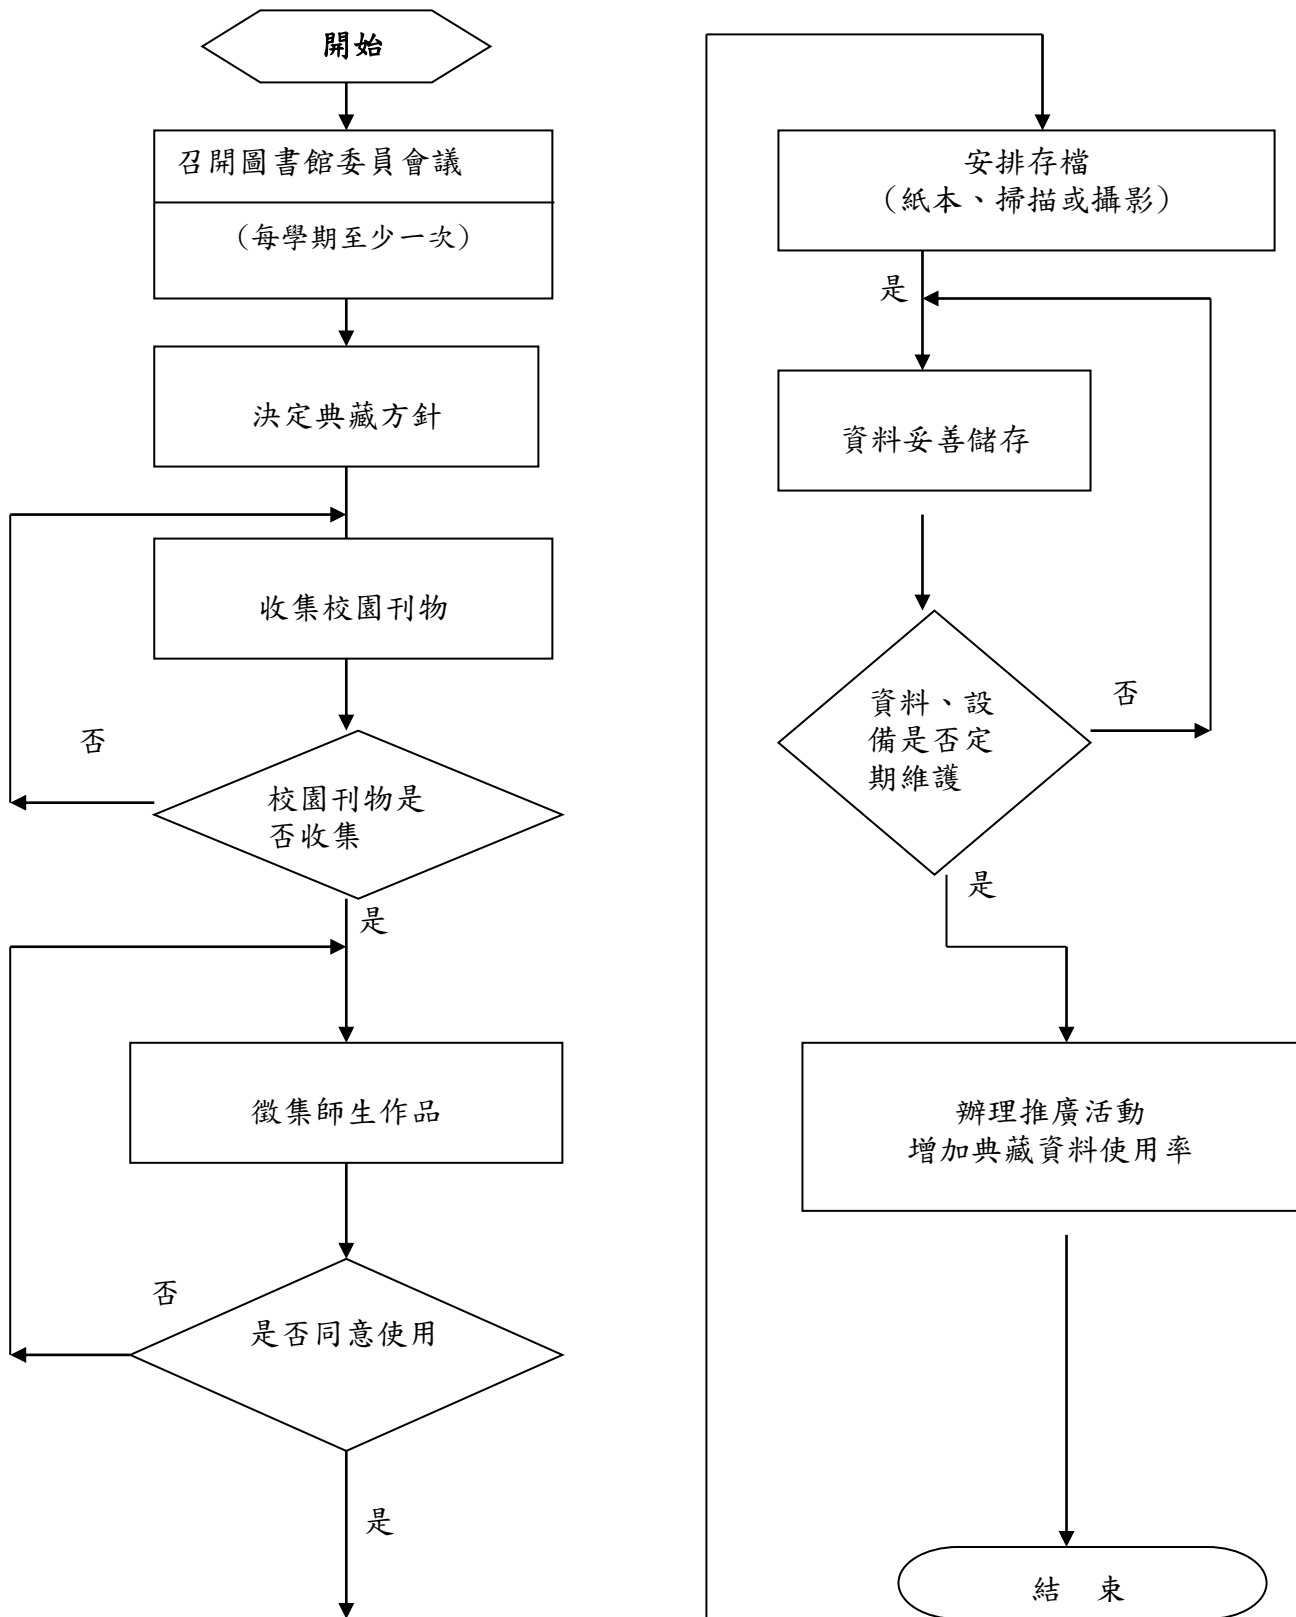 開始
召開圖書館委員會議
（每學期至少一次）
決定典藏方針
收集校園刊物
否
校園刊物是
否收集
是
徵集師生作品
否
是否同意使用
是
安排存檔
（紙本、掃描或攝影）
是
資料妥善儲存
資料、設
備是否定
期維護
否
是
辦理推廣活動
增加典藏資料使用率
結　束